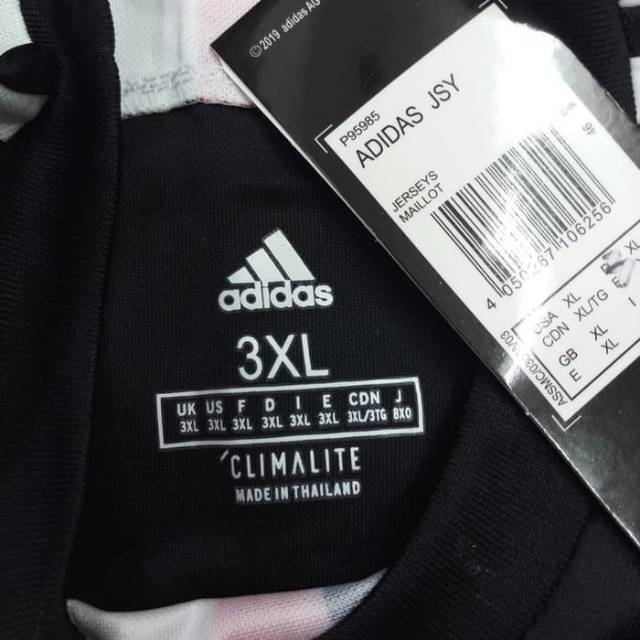 ©2019 adidas AG
P95985
ADIDAS JSY
JERSEYS
MAILLOT
4 050267 106256
USA XL
CDN XL/TG
GB XL
E XL
adidas
3XL
UK US F D I E CDN J
3XL 3XL 3XL 3XL 3XL 3XL 3XL/3TG 8XO
CLIMALITE
MADE IN THAILAND